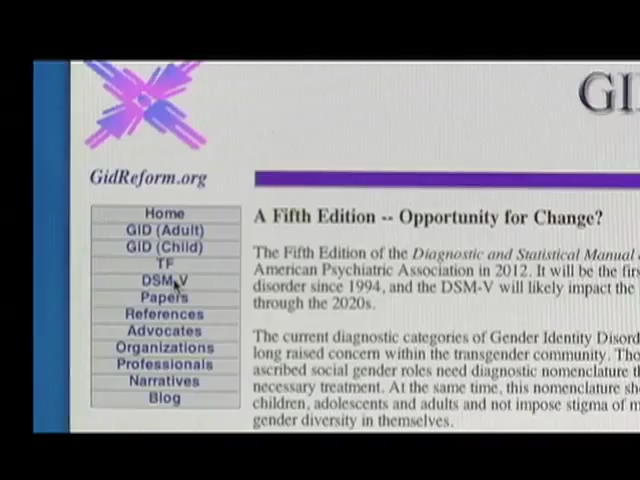 GI
GidReform.org
Home
GID (Adult)
GID (Child)
TF
DSM-V
Papers
References
Advocates
Organizations
Professionals
Narratives
Blog
A Fifth Edition -- Opportunity for Change?
The Fifth Edition of the Diagnostic and Statistical Manual
American Psychiatric Association in 2012. It will be the
disorder since 1994, and the DSM-V will likely impact the
through the 2020s.
The current diagnostic categories of Gender Identity
long raised concern within the transgender community.
ascribed social gender roles need diagnostic nomenclature
necessary treatment. At the same time, this nomenclature
children, adolescents and adults and not impose stigma of
gender diversity in themselves.